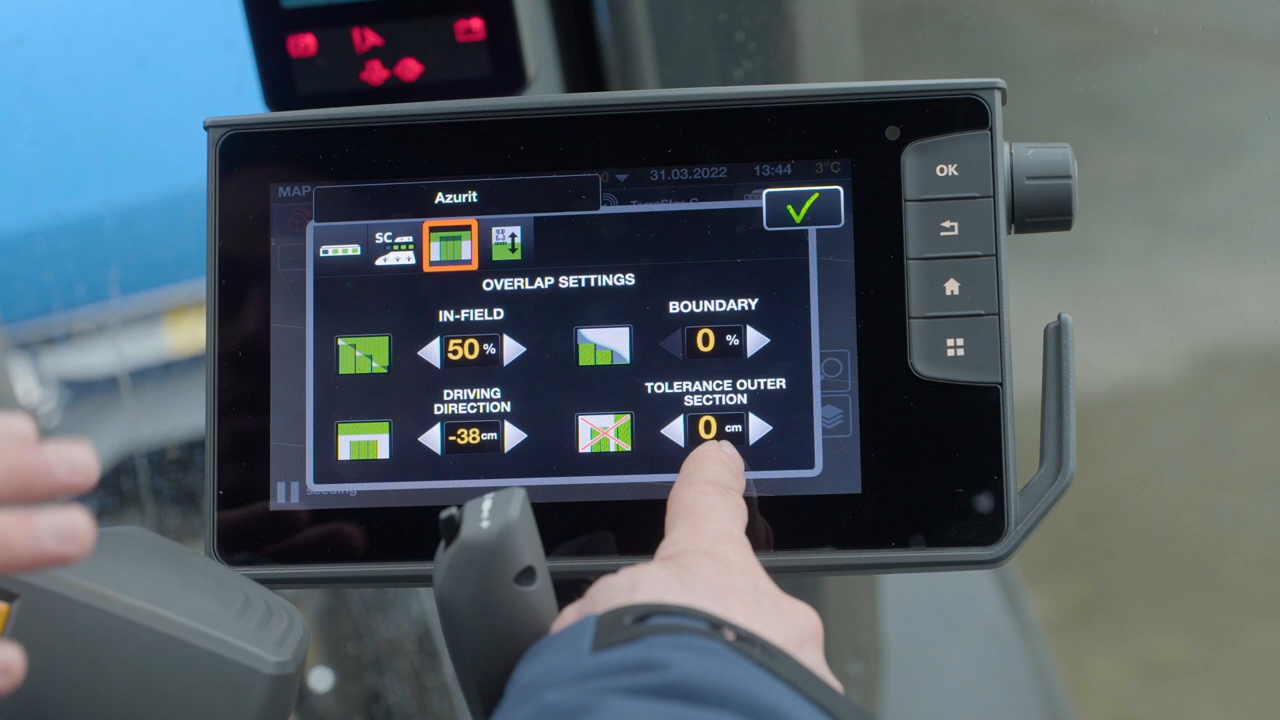 MAP
31.03.2022 13:44 3°C
Azurit
SC
OVERLAP SETTINGS
IN-FIELD
50 %
BOUNDARY
0 %
DRIVING
DIRECTION
-38 cm
TOLERANCE OUTER
SECTION
0 cm
Seeding
OK